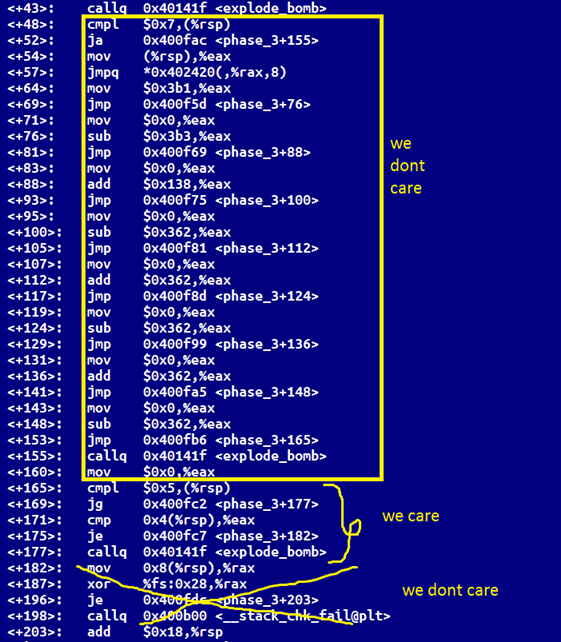 <+43>: callq 0x40141f <explode_bomb>
<+48>: cmpl $0x7,(%rsp)
<+52>: ja 0x400fac <phase_3+155>
<+54>: mov (%rsp),%eax
<+57>: jmpq *0x402420(,%rax,8)
<+64>: mov $0x3b1,%eax
<+69>: jmp 0x400f5d <phase_3+76>
<+71>: mov $0x0,%eax
<+76>: sub $0x3b3,%eax
<+81>: jmp 0x400f69 <phase_3+88>
<+83>: mov $0x0,%eax
<+88>: add $0x138,%eax
<+93>: jmp 0x400f75 <phase_3+100>
<+95>: mov $0x0,%eax
<+100>: sub $0x362,%eax
<+105>: jmp 0x400f81 <phase_3+112>
<+107>: mov $0x0,%eax
<+112>: add $0x362,%eax
<+117>: jmp 0x400f8d <phase_3+124>
<+119>: mov $0x0,%eax
<+124>: sub $0x362,%eax
<+129>: jmp 0x400f99 <phase_3+136>
<+131>: mov $0x0,%eax
<+136>: add $0x362,%eax
<+141>: jmp 0x400fa5 <phase_3+148>
<+143>: mov $0x0,%eax
<+148>: sub $0x362,%eax
<+153>: jmp 0x400fb6 <phase_3+165>
<+155>: callq 0x40141f <explode_bomb>
<+160>: mov $0x0,%eax
<+165>: cmpl $0x5,(%rsp)
<+169>: jg 0x400fc2 <phase_3+177>
<+171>: cmp 0x4(%rsp),%eax
<+175>: je 0x400fc7 <phase_3+182>
<+177>: callq 0x40141f <explode_bomb>
<+182>: mov 0x8(%rsp),%rax
<+187>: xor %fs:0x28,%rax
<+196>: je 0x400fdc <phase_3+203>
<+198>: callq 0x400b00 <__stack_chk_fail@plt>
<+203>: add $0x18,%rsp
we
dont
care
we care
we dont care